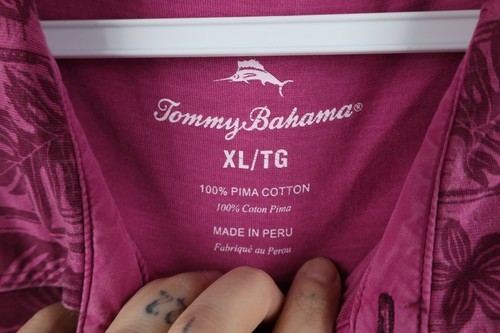 Tommy Bahama®
XL/TG
100% PIMA COTTON
100% Coton Pima
MADE IN PERU
Fabriqué au Perou